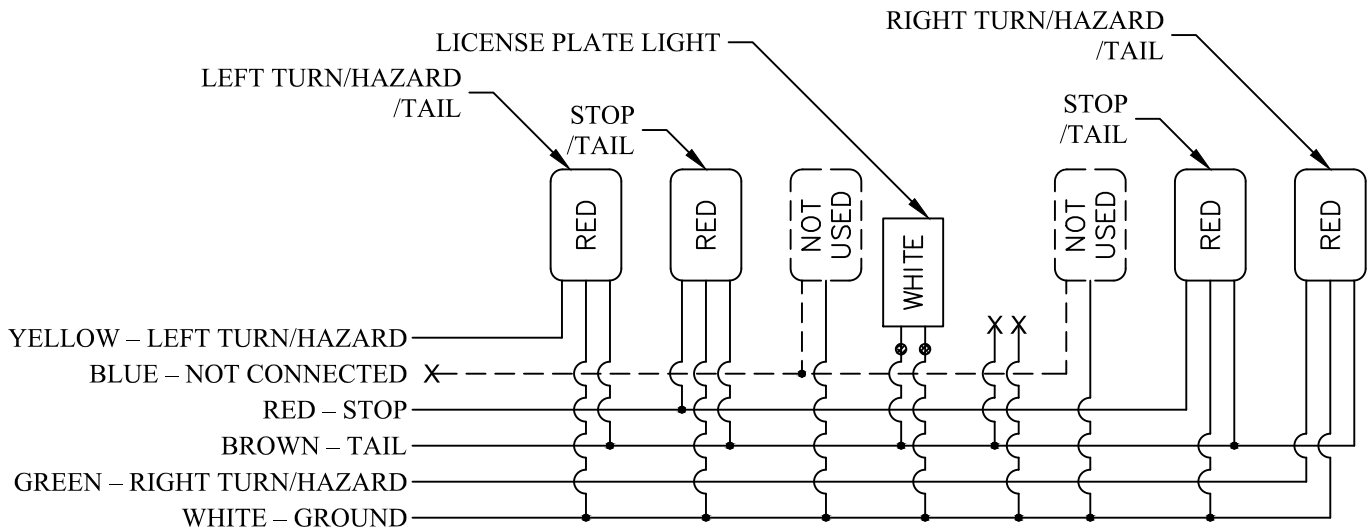 RIGHT TURN/HAZARD
/TAIL
LICENSE PLATE LIGHT
LEFT TURN/HAZARD
/TAIL
STOP
/TAIL
STOP
/TAIL
RED
RED
NOT
USED
WHITE
NOT
USED
RED
RED
X X
YELLOW – LEFT TURN/HAZARD
BLUE – NOT CONNECTED X
RED – STOP
BROWN – TAIL
GREEN – RIGHT TURN/HAZARD
WHITE – GROUND